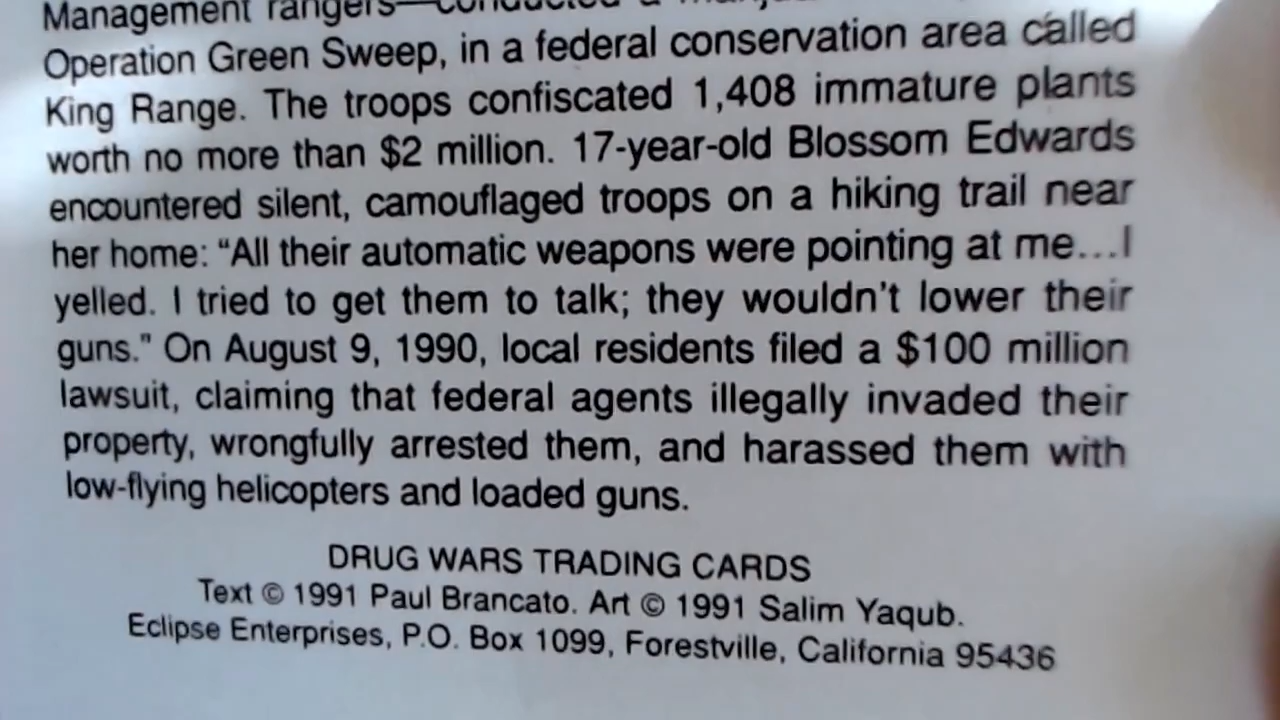 Management rangers—conducted a
Operation Green Sweep, in a federal conservation area called
King Range. The troops confiscated 1,408 immature plants
worth no more than $2 million. 17-year-old Blossom Edwards
encountered silent, camouflaged troops on a hiking trail near
her home: “All their automatic weapons were pointing at me...I
yelled. I tried to get them to talk; they wouldn't lower their
guns.” On August 9, 1990, local residents filed a $100 million
lawsuit, claiming that federal agents illegally invaded their
property, wrongfully arrested them, and harassed them with
low-flying helicopters and loaded guns.
DRUG WARS TRADING CARDS
Text © 1991 Paul Brancato. Art © 1991 Salim Yaqub.
Eclipse Enterprises, P.O. Box 1099, Forestville, California 95436